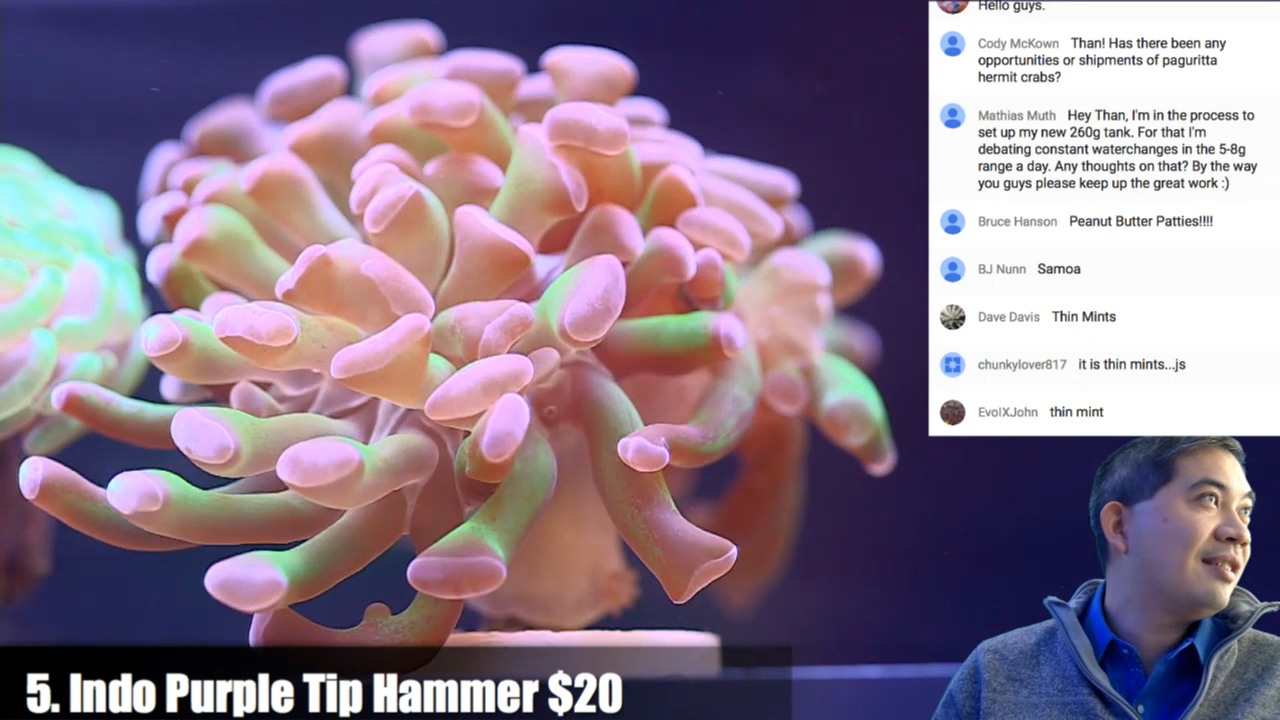 Hello guys.
Cody McKown Than! Has there been any
opportunities or shipments of paguritta
hermit crabs?
Mathias Muth Hey Than, I'm in the process to
set up my new 260g tank. For that I'm
debating constant waterchanges in the 5-8g
range a day. Any thoughts on that? By the way
you guys please keep up the great work :)
Bruce Hanson Peanut Butter Patties!!!!
BJ Nunn Samoa
Dave Davis Thin Mints
chunkylover817 it is thin mints...js
EvolXJohn thin mint
5. Indo Purple Tip Hammer $20